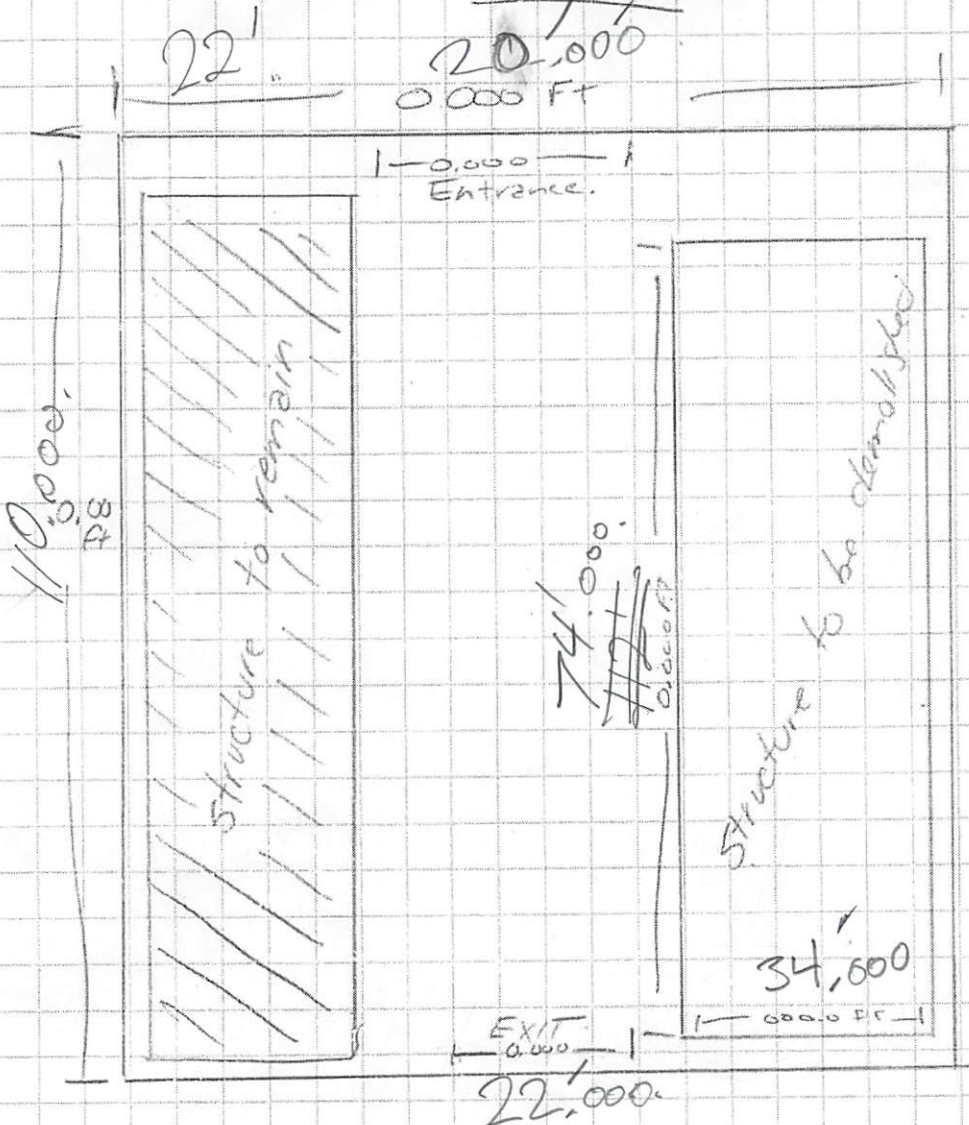 22'
20',000
0.000 Ft
0.000
Entrance.
110',000.
Structure to remain
74'.000.
0.000 Ft
Structure to be demolished
34',000
000.0 FT
EXIT
0.000
22',000.